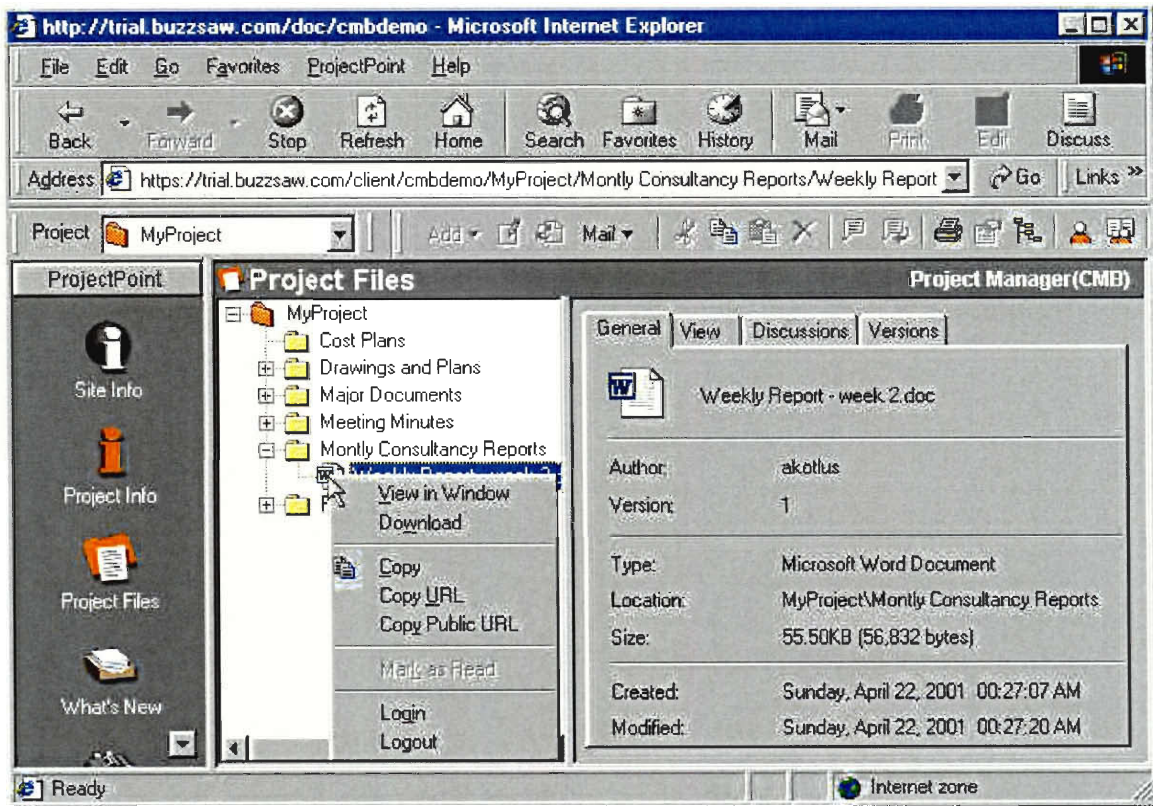 http://trial.buzzsaw.com/doc/cmbdemo - Microsoft Internet Explorer
File Edit Go Favorites ProjectPoint Help
Back Forward Stop Refresh Home Search Favorites History Mail Print Edit Discuss
Address https://trial.buzzsaw.com/client/cmbdemo/MyProject/Montly Consultancy Reports/Weekly Report Go Links »
Project MyProject Add Mail
ProjectPoint
Site Info
Project Info
Project Files
What's New
Project Files Project Manager(CMB)
MyProject
Cost Plans
Drawings and Plans
Major Documents
Meeting Minutes
Montly Consultancy Reports
View in Window
Download
Copy
Copy URL
Copy Public URL
Mark as Read
Login
Logout
General View Discussions Versions
Weekly Report - week 2.doc
Author: akotlus
Version: 1
Type: Microsoft Word Document
Location: MyProject\Montly Consultancy Reports
Size: 55.50KB (56,832 bytes)
Created: Sunday, April 22, 2001 00:27:07 AM
Modified: Sunday, April 22, 2001 00:27:20 AM
Ready Internet zone